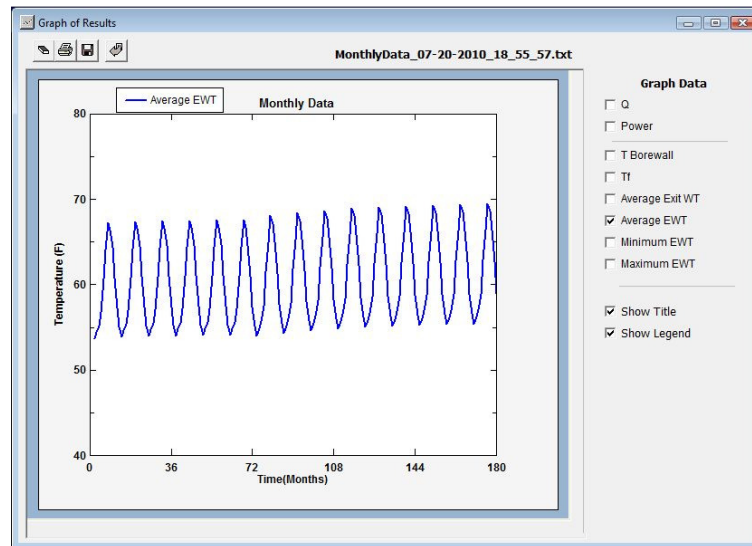 Graph of Results
MonthlyData_07-20-2010_18_55_57.txt
Average EWT
Monthly Data
80
70
60
50
40
Temperature (F)
0 36 72 108 144 180
Time(Months)
Graph Data
Q
Power
T Borewall
Tf
Average Exit WT
Average EWT
Minimum EWT
Maximum EWT
Show Title
Show Legend